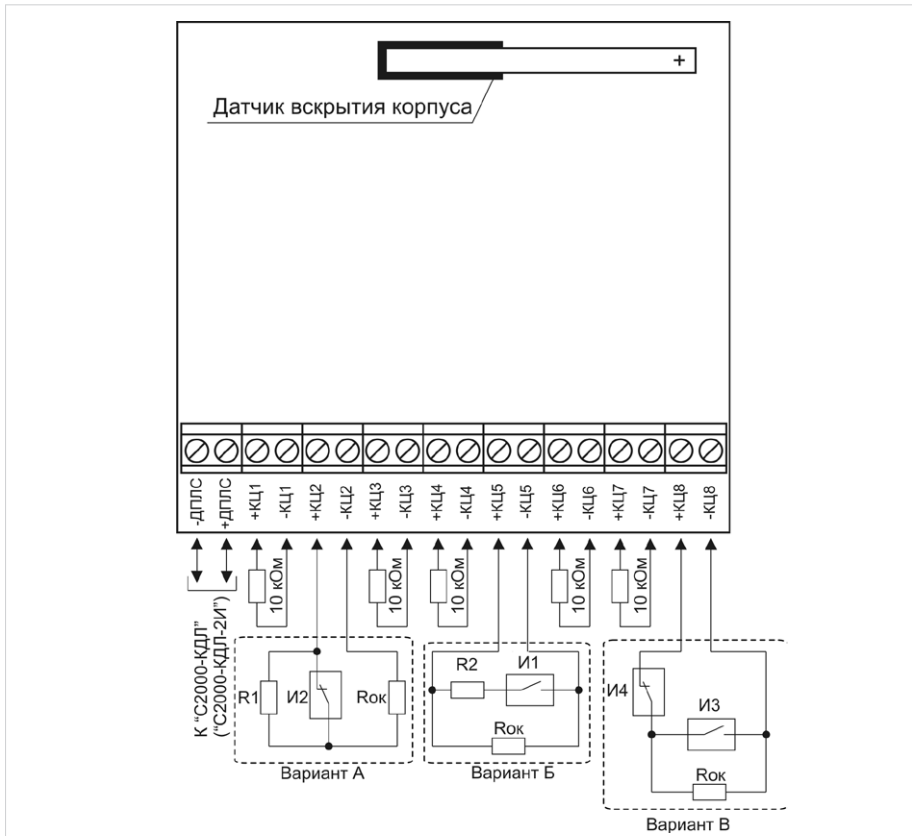 +
Датчик вскрытия корпуса
-ДПЛС
+ДПЛС
+КЦ1
-КЦ1
+КЦ2
-КЦ2
+КЦ3
-КЦ3
+КЦ4
-КЦ4
+КЦ5
-КЦ5
+КЦ6
-КЦ6
+КЦ7
-КЦ7
+КЦ8
-КЦ8
К "С2000-КДЛ"
("С2000-КДЛ-2И")
10 кОм
10 кОм
10 кОм
10 кОм
10 кОм
R1
И2
Rок
Вариант А
R2
И1
Rок
Вариант Б
И4
И3
Rок
Вариант В